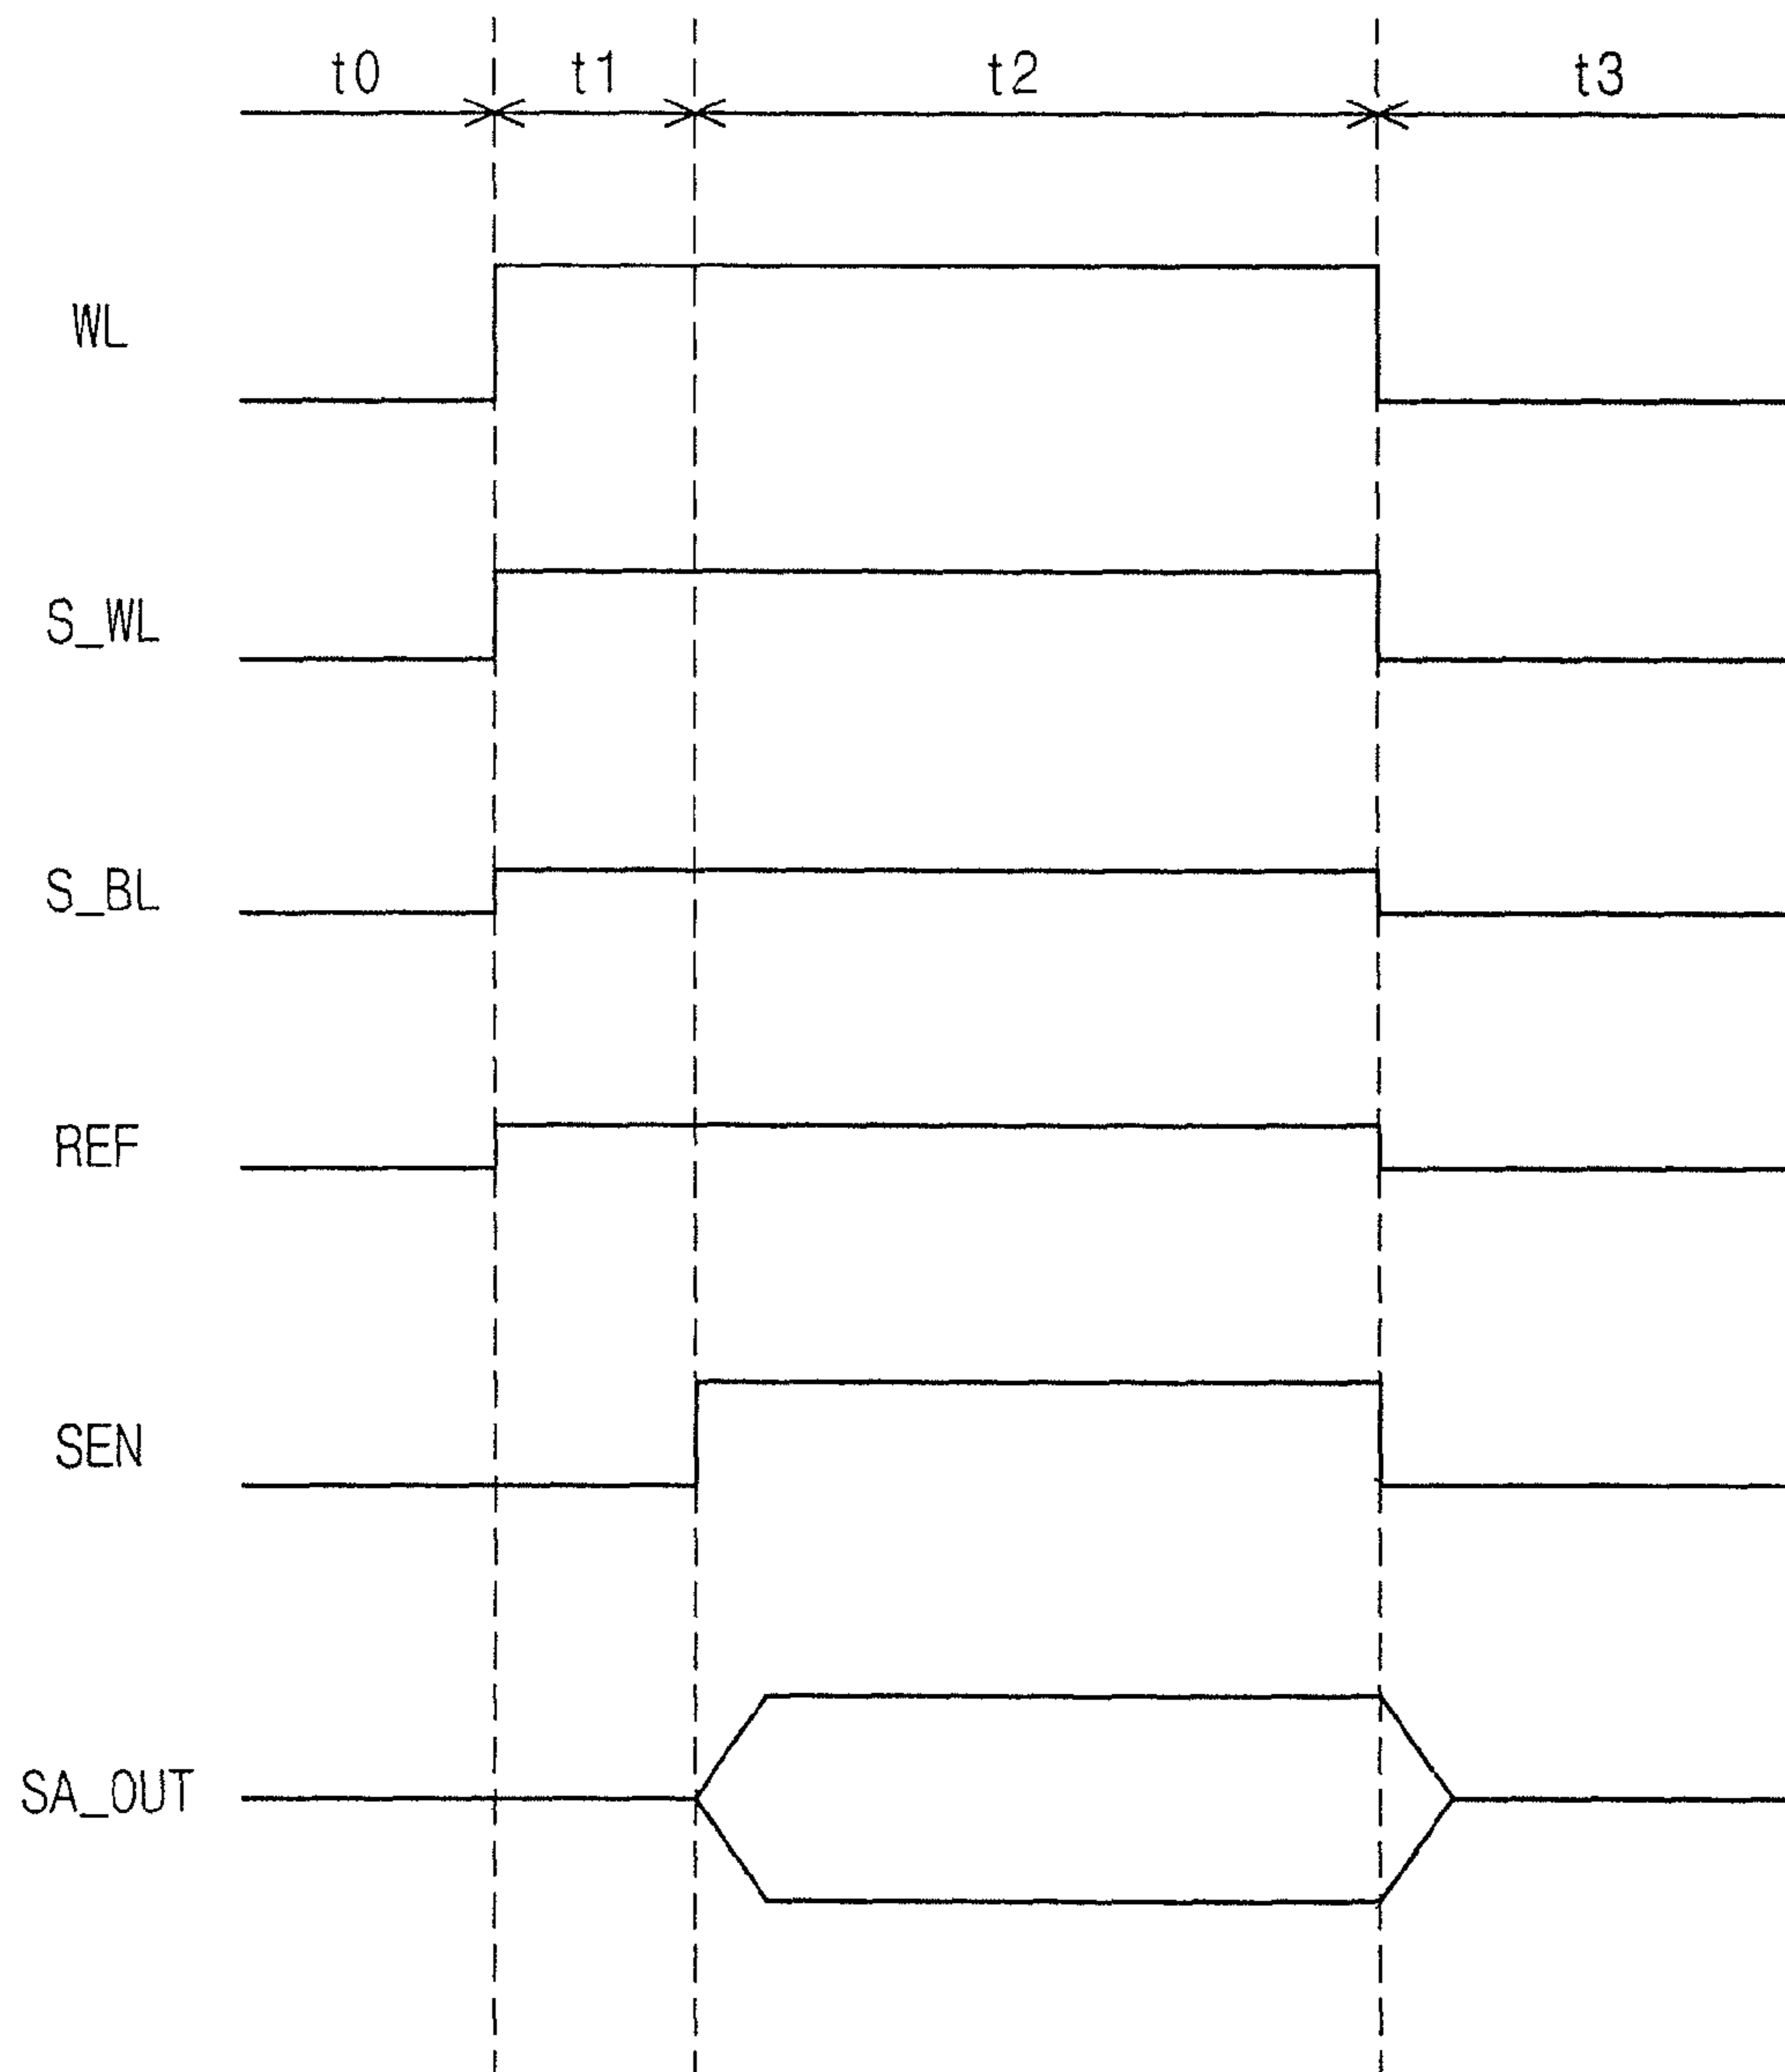 t0 t1 t2 t3
WL
S_WL
S_BL
REF
SEN
SA_OUT